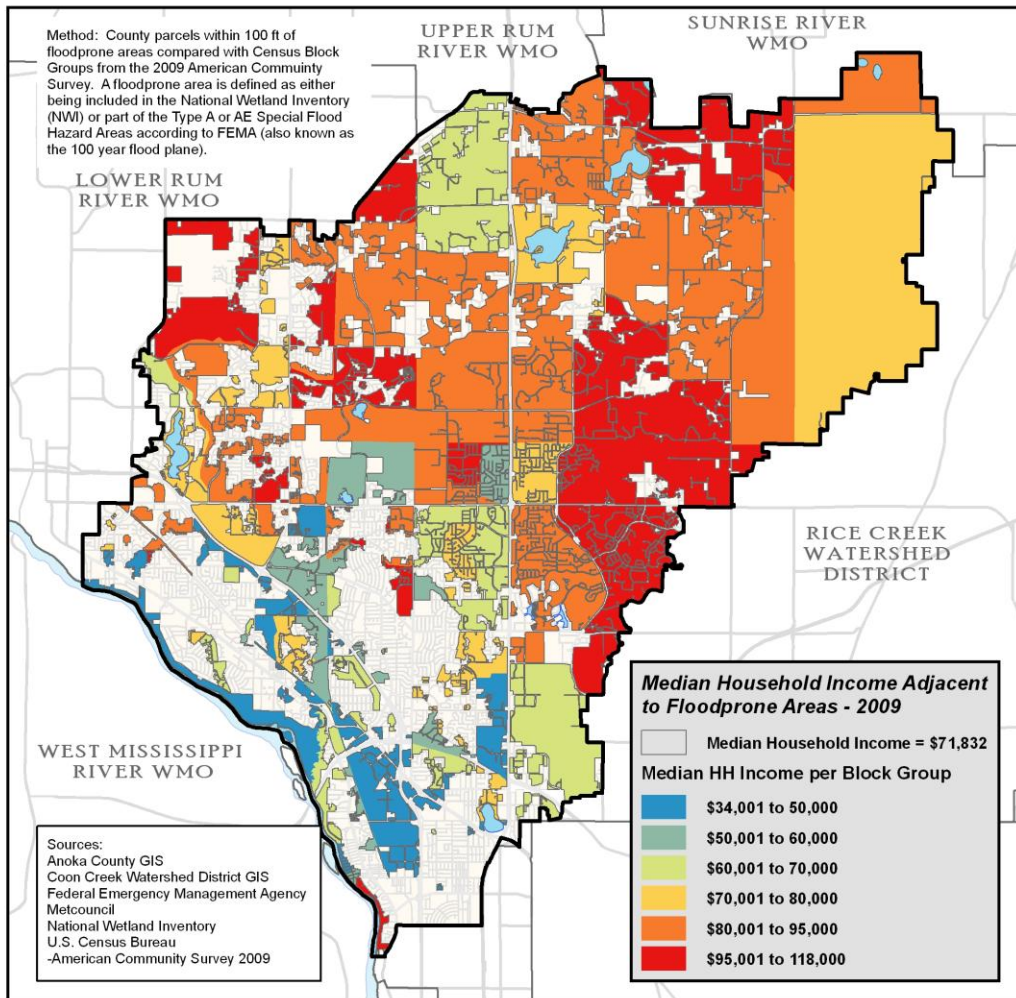 Method: County parcels within 100 ft of
floodprone areas compared with Census Block
Groups from the 2009 American Commuinty
Survey. A floodprone area is defined as either
being included in the National Wetland Inventory
(NWI) or part of the Type A or AE Special Flood
Hazard Areas according to FEMA (also known as
the 100 year flood plane).
UPPER RUM
RIVER WMO
SUNRISE RIVER
WMO
LOWER RUM
RIVER WMO
RICE CREEK
WATERSHED
DISTRICT
WEST MISSISSIPPI
RIVER WMO
Median Household Income Adjacent
to Floodprone Areas - 2009
Median Household Income = $71,832
Median HH Income per Block Group
$34,001 to 50,000
$50,001 to 60,000
$60,001 to 70,000
$70,001 to 80,000
$80,001 to 95,000
$95,001 to 118,000
Sources:
Anoka County GIS
Coon Creek Watershed District GIS
Federal Emergency Management Agency
Metcouncil
National Wetland Inventory
U.S. Census Bureau
-American Community Survey 2009